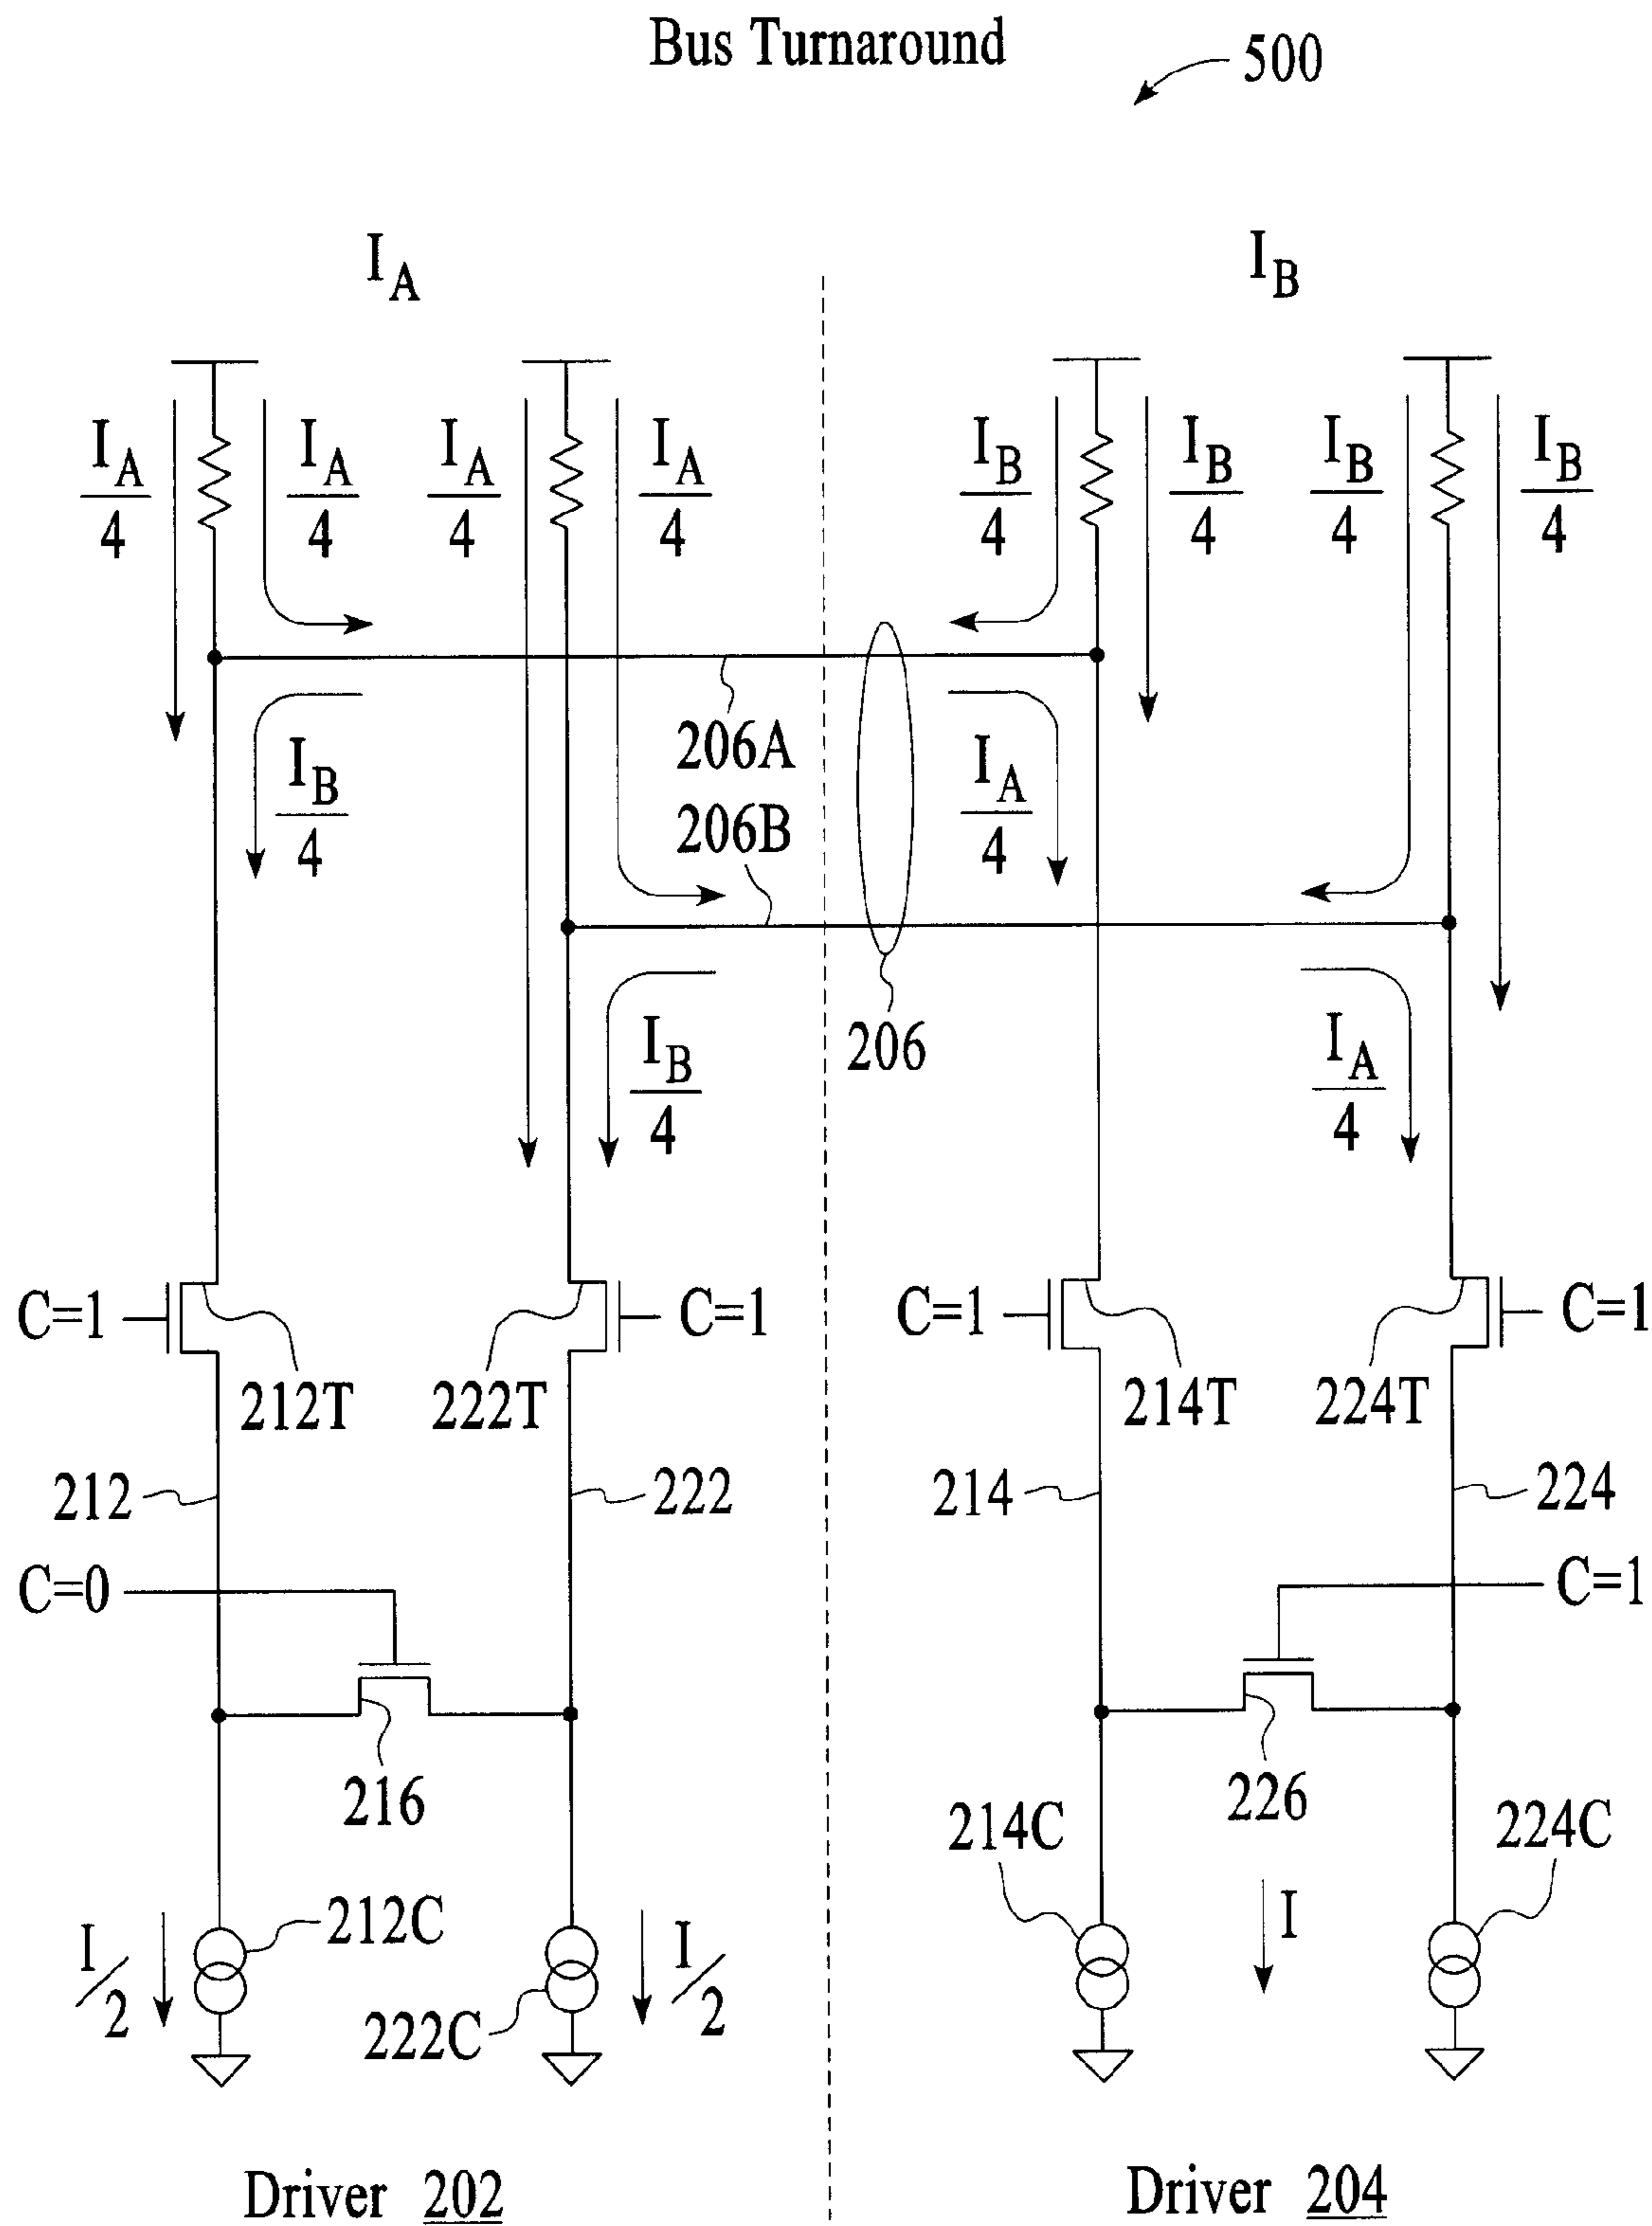 Bus Turnaround
500
I_A
I_B
I_A/4
I_A/4
I_A/4
I_A/4
I_B/4
I_B/4
I_B/4
I_B/4
206A
206B
206
I_B/4
I_A/4
I_B/4
I_A/4
C=1
C=1
C=1
C=1
212T
222T
214T
224T
212
222
214
224
C=0
C=1
216
226
214C
224C
212C
222C
I/2
I/2
I
Driver 202
Driver 204